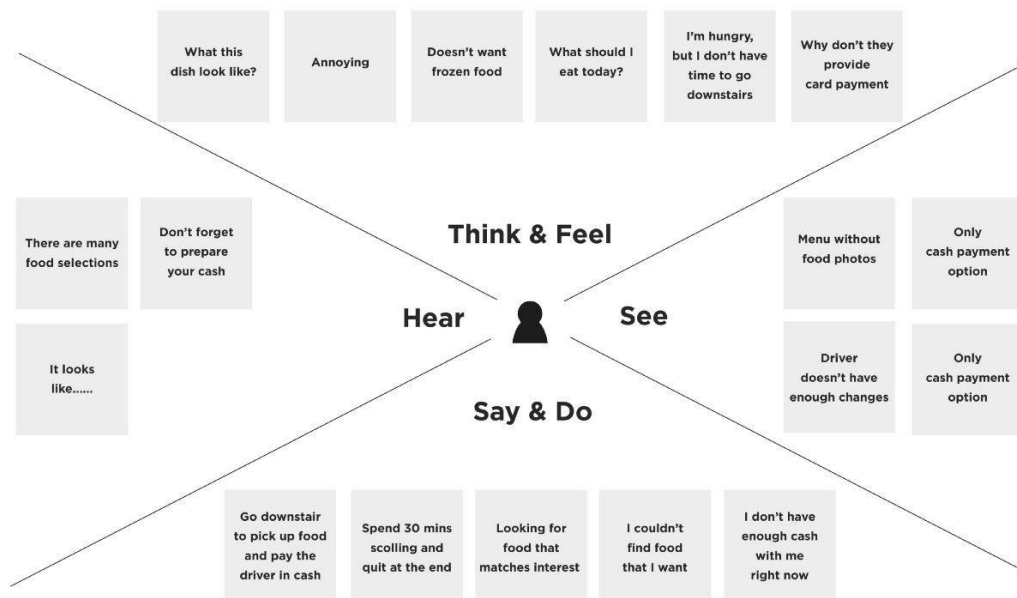 What this
dish look like?
Annoying
Doesn't want
frozen food
What should I
eat today?
I'm hungry,
but I don't have
time to go
downstairs
Why don't they
provide
card payment
Think & Feel
There are many
food selections
Don't forget
to prepare
your cash
It looks
like......
Hear
See
Menu without
food photos
Only
cash payment
option
Driver
doesn't have
enough changes
Only
cash payment
option
Say & Do
Go downstair
to pick up food
and pay the
driver in cash
Spend 30 mins
scolling and
quit at the end
Looking for
food that
matches interest
I couldn't
find food
that I want
I don't have
enough cash
with me
right now